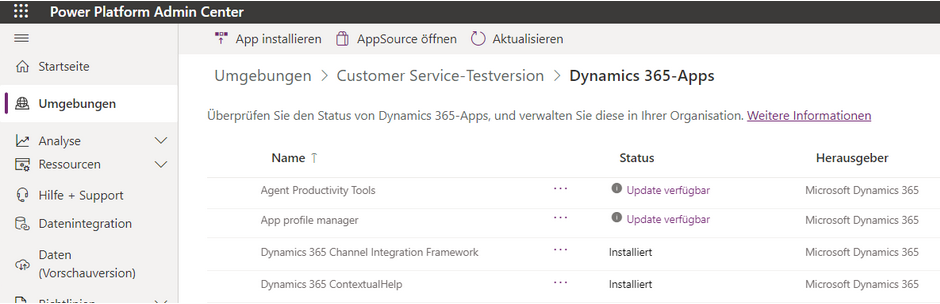 Power Platform Admin Center
App installieren AppSource öffnen Aktualisieren
Startseite
Umgebungen > Customer Service-Testversion > Dynamics 365-Apps
Umgebungen
Überprüfen Sie den Status von Dynamics 365-Apps, und verwalten Sie diese in Ihrer Organisation. Weitere Informationen
Analyse
Ressourcen
Name ↑ Status Herausgeber
Hilfe + Support
Agent Productivity Tools ... Update verfügbar Microsoft Dynamics 365
Datenintegration
App profile manager ... Update verfügbar Microsoft Dynamics 365
Daten
(Vorschauversion)
Dynamics 365 Channel Integration Framework ... Installiert Microsoft Dynamics 365
Dynamics 365 ContextualHelp ... Installiert Microsoft Dynamics 365